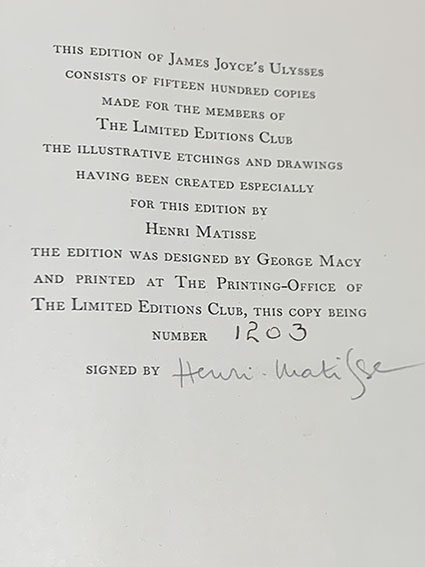 THIS EDITION OF JAMES JOYCE'S ULYSSES
CONSISTS OF FIFTEEN HUNDRED COPIES
MADE FOR THE MEMBERS OF
THE LIMITED EDITIONS CLUB
THE ILLUSTRATIVE ETCHINGS AND DRAWINGS
HAVING BEEN CREATED ESPECIALLY
FOR THIS EDITION BY
HENRI MATISSE
THE EDITION WAS DESIGNED BY GEORGE MACY
AND PRINTED AT THE PRINTING-OFFICE OF
THE LIMITED EDITIONS CLUB, THIS COPY BEING
NUMBER 1203
SIGNED BY Henri-Matisse